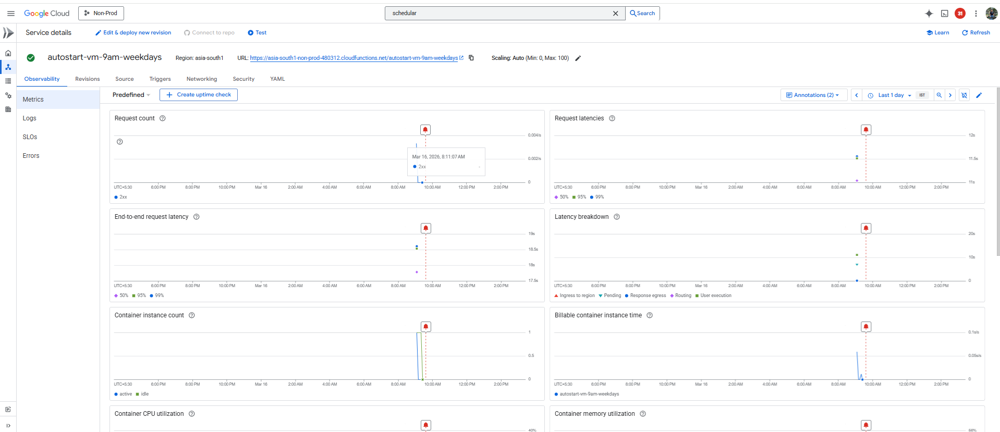 Google Cloud
Non-Prod
schedular
Search
31
Service details
Edit & deploy new revision
Connect to repo
Test
Learn
Refresh
autostart-vm-9am-weekdays
Region: asia-south1
URL: https://asia-south1-non-prod-480312.cloudfunctions.net/autostart-vm-9am-weekdays
Scaling: Auto (Min: 0, Max: 100)
Observability
Revisions
Source
Triggers
Networking
Security
YAML
Metrics
Logs
SLOs
Errors
Predefined
Create uptime check
Annotations (2)
Last 1 day
IST
Request count
0.004/s
0.002/s
0
Mar 16, 2026, 8:11:07 AM
2xx -
UTC+5:30 6:00 PM 8:00 PM 10:00 PM Mar 16 2:00 AM 4:00 AM 6:00 AM 8:00 AM 10:00 AM 12:00 PM 2:00 PM
2xx
Request latencies
12s
11.5s
11s
UTC+5:30 6:00 PM 8:00 PM 10:00 PM Mar 16 2:00 AM 4:00 AM 6:00 AM 8:00 AM 10:00 AM 12:00 PM 2:00 PM
50% 95% 99%
End-to-end request latency
19s
18.5s
18s
17.5s
UTC+5:30 6:00 PM 8:00 PM 10:00 PM Mar 16 2:00 AM 4:00 AM 6:00 AM 8:00 AM 10:00 AM 12:00 PM 2:00 PM
50% 95% 99%
Latency breakdown
20s
10s
0
UTC+5:30 6:00 PM 8:00 PM 10:00 PM Mar 16 2:00 AM 4:00 AM 6:00 AM 8:00 AM 10:00 AM 12:00 PM 2:00 PM
Ingress to region Pending Response egress Routing User execution
Container instance count
1
0.5
0
UTC+5:30 6:00 PM 8:00 PM 10:00 PM Mar 16 2:00 AM 4:00 AM 6:00 AM 8:00 AM 10:00 AM 12:00 PM 2:00 PM
active idle
Billable container instance time
0.1s/s
0.05s/s
0
UTC+5:30 6:00 PM 8:00 PM 10:00 PM Mar 16 2:00 AM 4:00 AM 6:00 AM 8:00 AM 10:00 AM 12:00 PM 2:00 PM
autostart-vm-9am-weekdays
Container CPU utilization
40%
Container memory utilization
56%